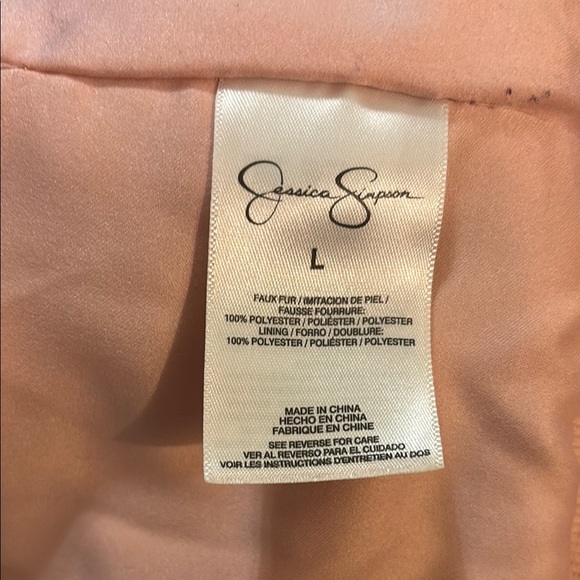 Jessica Simpson
L
FAUX FUR / IMITACION DE PIEL /
FAUSSE FOURRURE:
100% POLYESTER / POLIÉSTER / POLYESTER
LINING / FORRO / DOUBLURE:
100% POLYESTER / POLIÉSTER / POLYESTER
MADE IN CHINA
HECHO EN CHINA
FABRIQUE EN CHINE
SEE REVERSE FOR CARE
VER AL REVERSO PARA EL CUIDADO
VOIR LES INSTRUCTIONS D'ENTRETIEN AU DOS